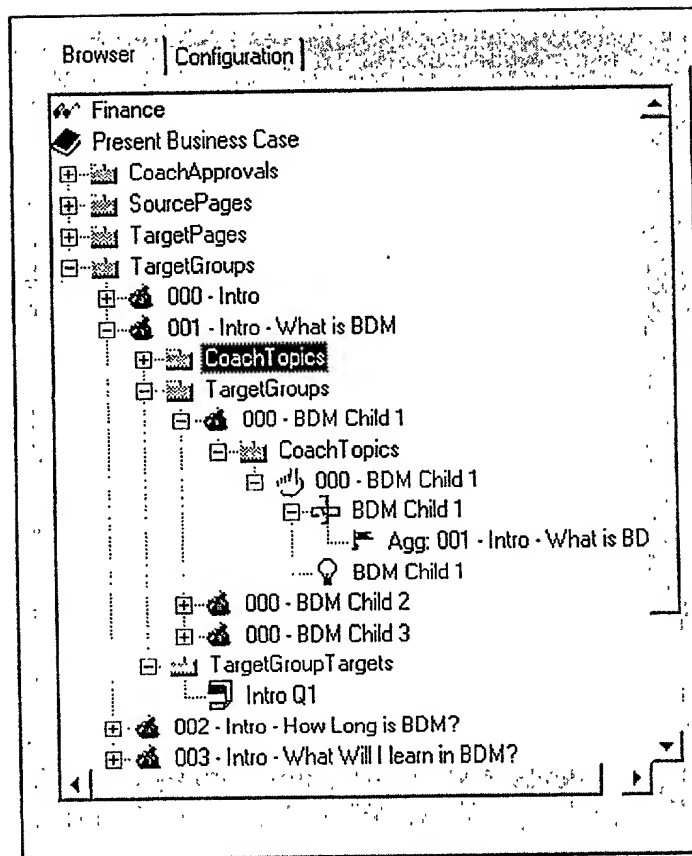 Browser Configuration
Finance
Present Business Case
CoachApprovals
SourcePages
TargetPages
TargetGroups
000 - Intro
001 - Intro - What is BDM
CoachTopics
TargetGroups
000 - BDM Child 1
CoachTopics
000 - BDM Child 1
BDM Child 1
Agg: 001 - Intro - What is BD
BDM Child 1
000 - BDM Child 2
000 - BDM Child 3
TargetGroupTargets
Intro Q1
002 - Intro - How Long is BDM?
003 - Intro - What Will I learn in BDM?